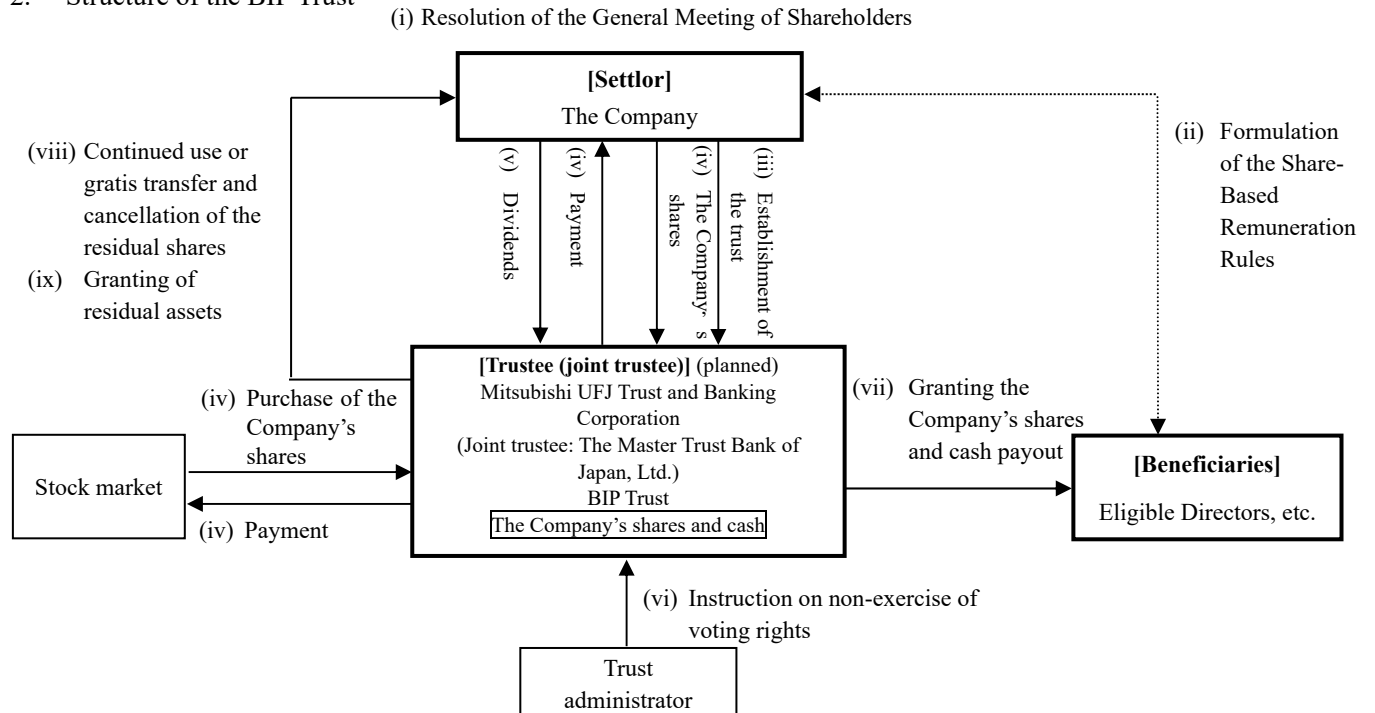 2. Structure of the BIP Trust
(i) Resolution of the General Meeting of Shareholders
[Settlor]
The Company
(ii) Formulation
of the Share-
Based
Remuneration
Rules
(viii) Continued use or
gratis transfer and
cancellation of the
residual shares
(ix) Granting of
residual assets
(v) Dividends
(iv) Payment
(iv) The Company's
shares
(iii) Establishment of
the trust
[Trustee (joint trustee)] (planned)
Mitsubishi UFJ Trust and Banking
Corporation
(Joint trustee: The Master Trust Bank of
Japan, Ltd.)
BIP Trust
The Company's shares and cash
(iv) Purchase of the
Company's
shares
Stock market
(iv) Payment
(vii) Granting the
Company's shares
and cash payout
[Beneficiaries]
Eligible Directors, etc.
(vi) Instruction on non-exercise of
voting rights
Trust
administrator